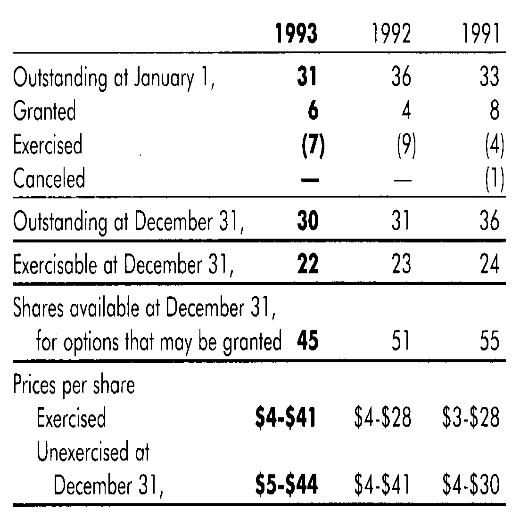 1993 1992 1991
Outstanding at January 1, 31 36 33
Granted 6 4 8
Exercised (7) (9) (4)
Canceled — — (1)
Outstanding at December 31, 30 31 36
Exercisable at December 31, 22 23 24
Shares available at December 31,
for options that may be granted 45 51 55
Prices per share
Exercised $4-$41 $4-$28 $3-$28
Unexercised at
December 31, $5-$44 $4-$41 $4-$30